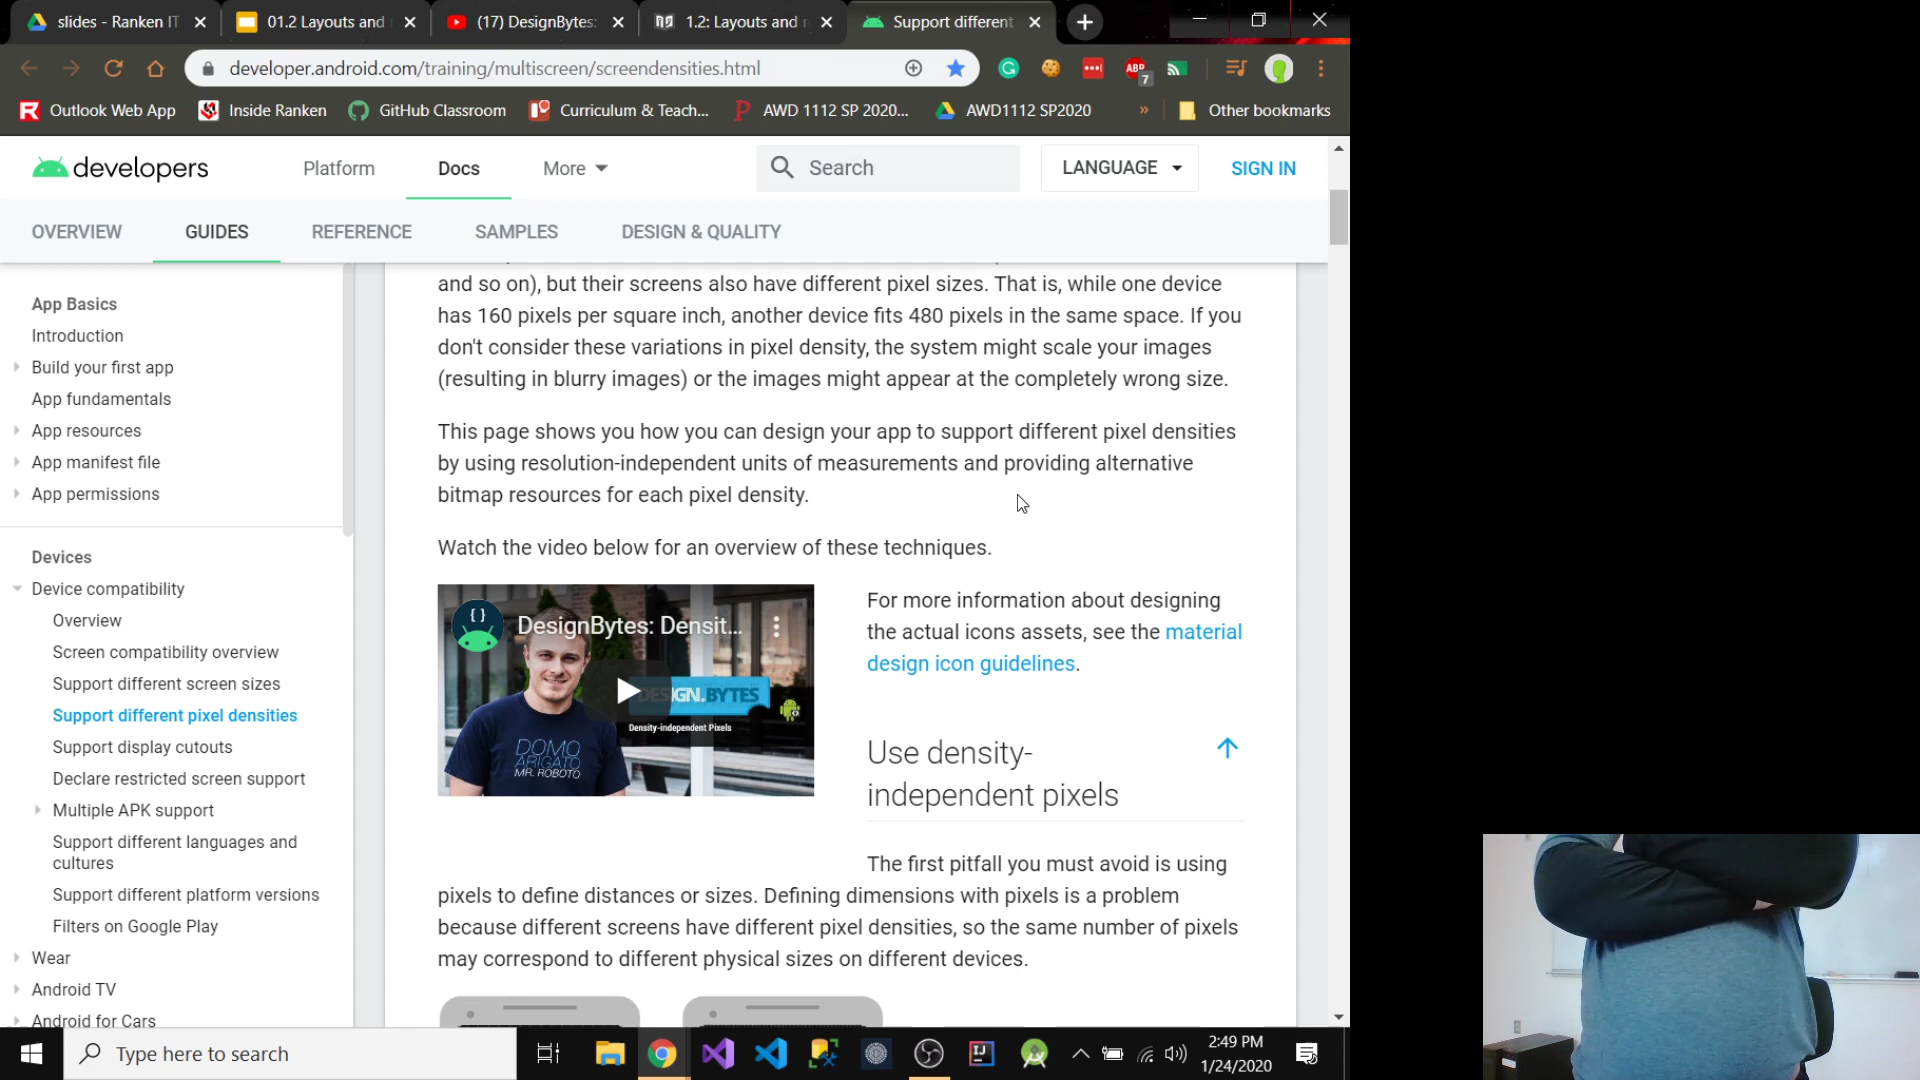 slides - Ranken IT
01.2 Layouts and
(17) DesignBytes:
1.2: Layouts and r
Support different
developer.android.com/training/multiscreen/screendensities.html
ABP
7
Outlook Web App
Inside Ranken
GitHub Classroom
Curriculum & Teach...
AWD 1112 SP 2020...
AWD1112 SP2020
»
Other bookmarks
developers
Platform
Docs
More
Search
LANGUAGE
SIGN IN
OVERVIEW
GUIDES
REFERENCE
SAMPLES
DESIGN & QUALITY
App Basics
Introduction
Build your first app
App fundamentals
App resources
App manifest file
App permissions
Devices
Device compatibility
Overview
Screen compatibility overview
Support different screen sizes
Support different pixel densities
Support display cutouts
Declare restricted screen support
Multiple APK support
Support different languages and
cultures
Support different platform versions
Filters on Google Play
Wear
Android TV
Android for Cars
and so on), but their screens also have different pixel sizes. That is, while one device
has 160 pixels per square inch, another device fits 480 pixels in the same space. If you
don't consider these variations in pixel density, the system might scale your images
(resulting in blurry images) or the images might appear at the completely wrong size.
This page shows you how you can design your app to support different pixel densities
by using resolution-independent units of measurements and providing alternative
bitmap resources for each pixel density.
Watch the video below for an overview of these techniques.
{ }
DesignBytes: Densit...
DESIGN.BYTES
Density-independent Pixels
DOMO
ARIGATO
MR. ROBOTO
For more information about designing
the actual icons assets, see the material
design icon guidelines.
Use density-
independent pixels
The first pitfall you must avoid is using
pixels to define distances or sizes. Defining dimensions with pixels is a problem
because different screens have different pixel densities, so the same number of pixels
may correspond to different physical sizes on different devices.
Type here to search
2:49 PM
1/24/2020